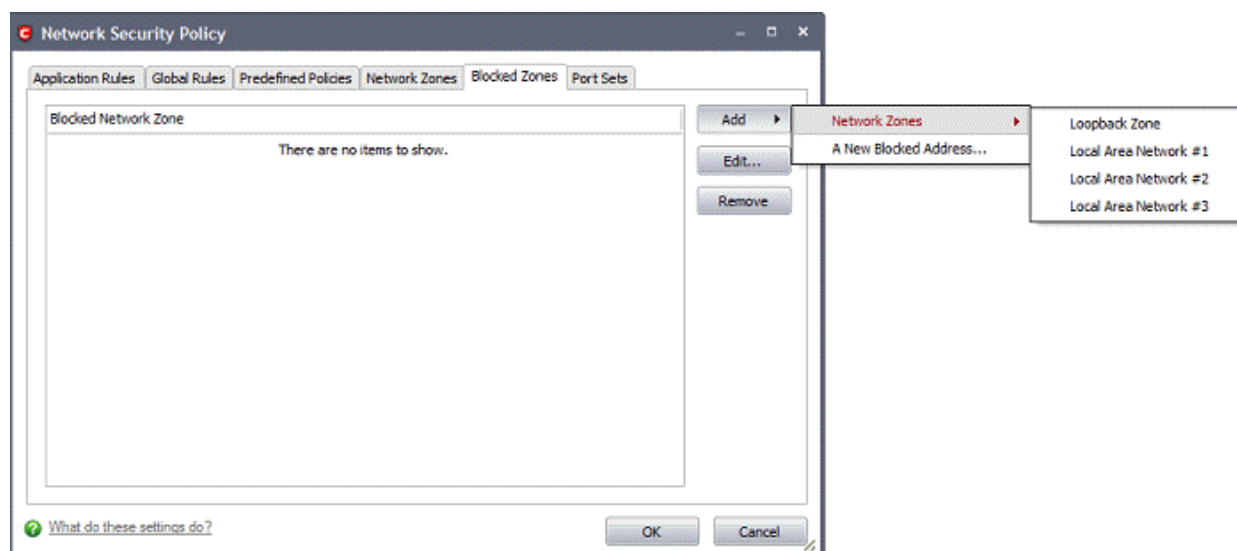 Network Security Policy
Application Rules Global Rules Predefined Policies Network Zones Blocked Zones Port Sets
Blocked Network Zone
There are no items to show.
Add
Edit...
Remove
Network Zones
A New Blocked Address...
Loopback Zone
Local Area Network #1
Local Area Network #2
Local Area Network #3
What do these settings do?
OK Cancel